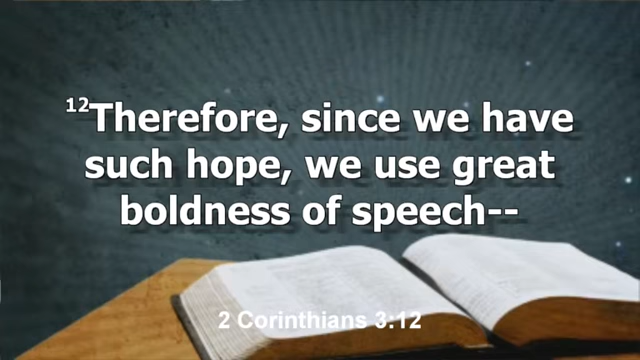 12Therefore, since we have
such hope, we use great
boldness of speech--
2 Corinthians 3:12